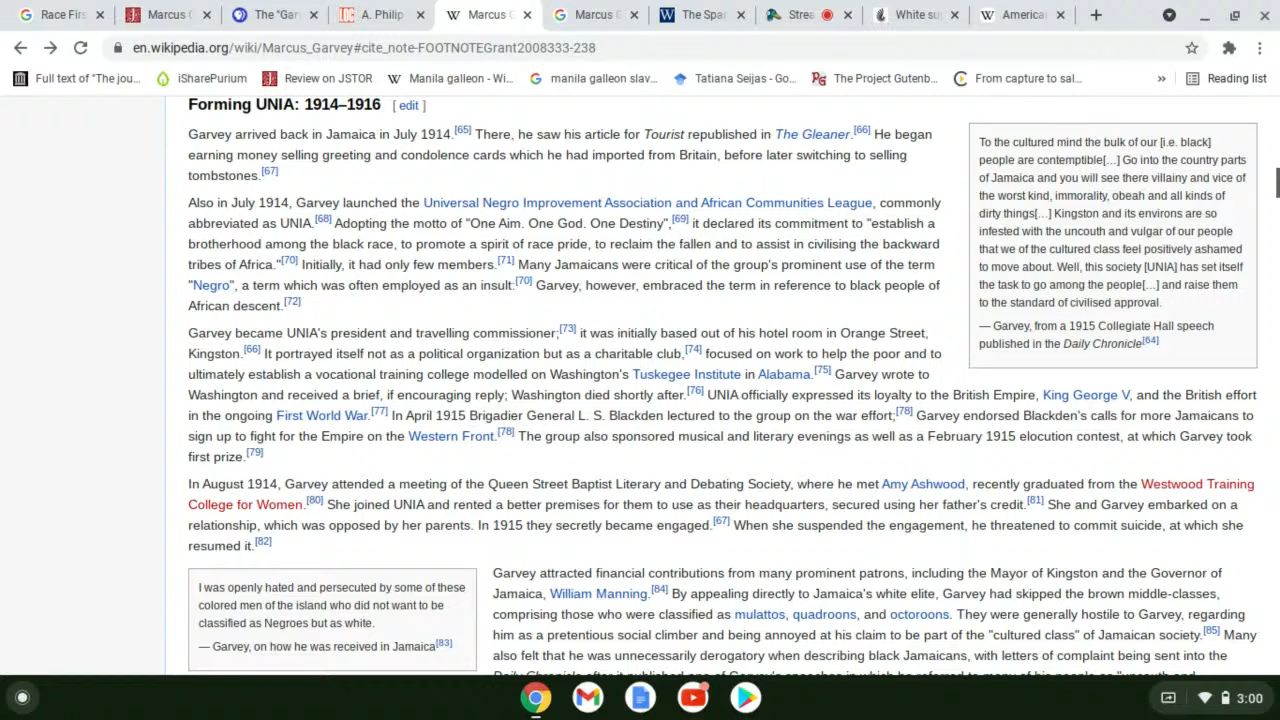 Race Firs
Marcus G
The "Gar
A. Philip
Marcus G
Marcus G
The Span
Strea
White su
America
en.wikipedia.org/wiki/Marcus_Garvey#cite_note-FOOTNOTEGrant2008333-238
Full text of "The jou...
iSharePurium
Review on JSTOR
Manila galleon - Wi...
manila galleon slav...
Tatiana Seijas - Go...
The Project Gutenb...
From capture to sal...
»
Reading list
Forming UNIA: 1914–1916 [ edit ]
Garvey arrived back in Jamaica in July 1914.[65] There, he saw his article for Tourist republished in The Gleaner.[66] He began
earning money selling greeting and condolence cards which he had imported from Britain, before later switching to selling
tombstones.[67]
Also in July 1914, Garvey launched the Universal Negro Improvement Association and African Communities League, commonly
abbreviated as UNIA.[68] Adopting the motto of "One Aim. One God. One Destiny",[69] it declared its commitment to "establish a
brotherhood among the black race, to promote a spirit of race pride, to reclaim the fallen and to assist in civilising the backward
tribes of Africa."[70] Initially, it had only few members.[71] Many Jamaicans were critical of the group's prominent use of the term
"Negro", a term which was often employed as an insult:[70] Garvey, however, embraced the term in reference to black people of
African descent.[72]
Garvey became UNIA's president and travelling commissioner;[73] it was initially based out of his hotel room in Orange Street,
Kingston.[66] It portrayed itself not as a political organization but as a charitable club,[74] focused on work to help the poor and to
ultimately establish a vocational training college modelled on Washington's Tuskegee Institute in Alabama.[75] Garvey wrote to
Washington and received a brief, if encouraging reply; Washington died shortly after.[76] UNIA officially expressed its loyalty to the British Empire, King George V, and the British effort
in the ongoing First World War.[77] In April 1915 Brigadier General L. S. Blackden lectured to the group on the war effort;[78] Garvey endorsed Blackden's calls for more Jamaicans to
sign up to fight for the Empire on the Western Front.[78] The group also sponsored musical and literary evenings as well as a February 1915 elocution contest, at which Garvey took
first prize.[79]
To the cultured mind the bulk of our [i.e. black]
people are contemptible[...] Go into the country parts
of Jamaica and you will see there villainy and vice of
the worst kind, immorality, obeah and all kinds of
dirty things[...] Kingston and its environs are so
infested with the uncouth and vulgar of our people
that we of the cultured class feel positively ashamed
to move about. Well, this society [UNIA] has set itself
the task to go among the people[...] and raise them
to the standard of civilised approval.
— Garvey, from a 1915 Collegiate Hall speech
published in the Daily Chronicle[64]
In August 1914, Garvey attended a meeting of the Queen Street Baptist Literary and Debating Society, where he met Amy Ashwood, recently graduated from the Westwood Training
College for Women.[80] She joined UNIA and rented a better premises for them to use as their headquarters, secured using her father's credit.[81] She and Garvey embarked on a
relationship, which was opposed by her parents. In 1915 they secretly became engaged.[67] When she suspended the engagement, he threatened to commit suicide, at which she
resumed it.[82]
I was openly hated and persecuted by some of these
colored men of the island who did not want to be
classified as Negroes but as white.
— Garvey, on how he was received in Jamaica[83]
Garvey attracted financial contributions from many prominent patrons, including the Mayor of Kingston and the Governor of
Jamaica, William Manning.[84] By appealing directly to Jamaica's white elite, Garvey had skipped the brown middle-classes,
comprising those who were classified as mulattos, quadroons, and octoroons. They were generally hostile to Garvey, regarding
him as a pretentious social climber and being annoyed at his claim to be part of the "cultured class" of Jamaican society.[85] Many
also felt that he was unnecessarily derogatory when describing black Jamaicans, with letters of complaint being sent into the
3:00